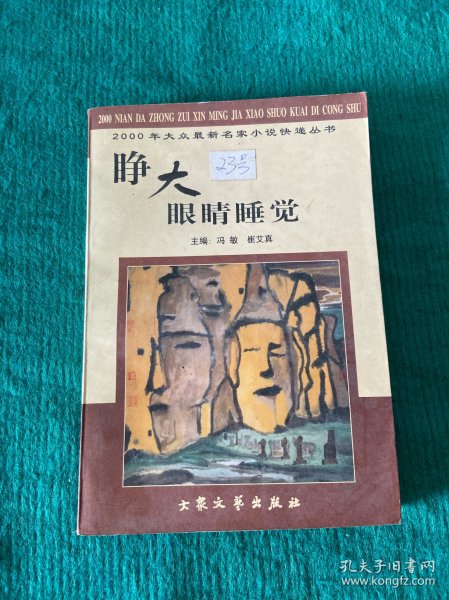 2000 NIAN DA ZHONG ZUI XIN MING JIA XIAO SHUO KUAI DI CONG SHU
2000年大众最新名家小说快递丛书
睁大
23号
眼睛睡觉
主编：冯敏 崔艾真
大众文艺出版社
孔夫子旧书网
www.kongfz.com